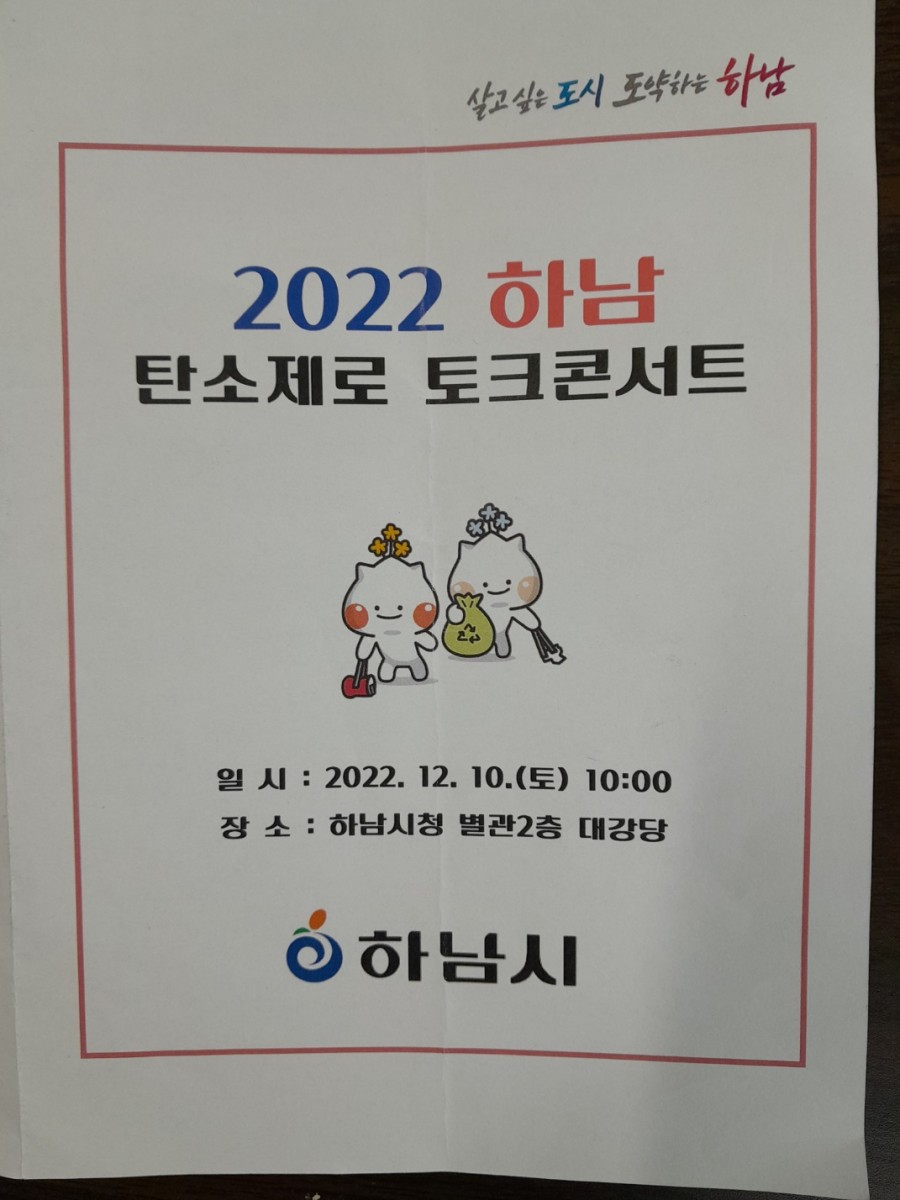 살고 싶은 도시 도약하는 하남
2022 하남
탄소제로 토크콘서트
일 시 : 2022. 12. 10.(토) 10:00
장 소 : 하남시청 별관2층 대강당
하남시